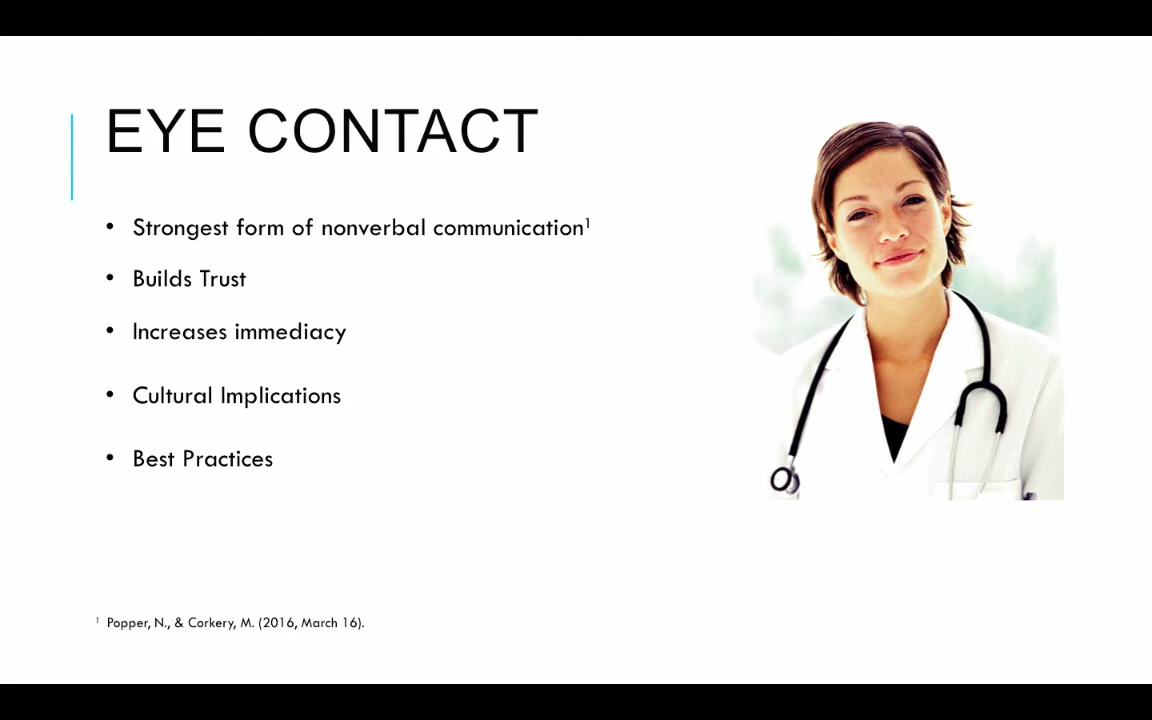 EYE CONTACT
• Strongest form of nonverbal communication¹
• Builds Trust
• Increases immediacy
• Cultural Implications
• Best Practices
¹ Popper, N., & Corkery, M. (2016, March 16).